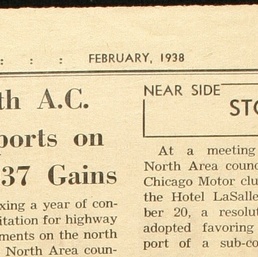 : : : FEBRUARY, 1938
th A.C.
ports on
37 Gains
xing a year of con-
itation for highway
ments on the north
North Area coun-
NEAR SIDE
STO
At a meeting
North Area counc
Chicago Motor club
the Hotel LaSalle
ber 20, a resolut
adopted favoring
port of a sub-co